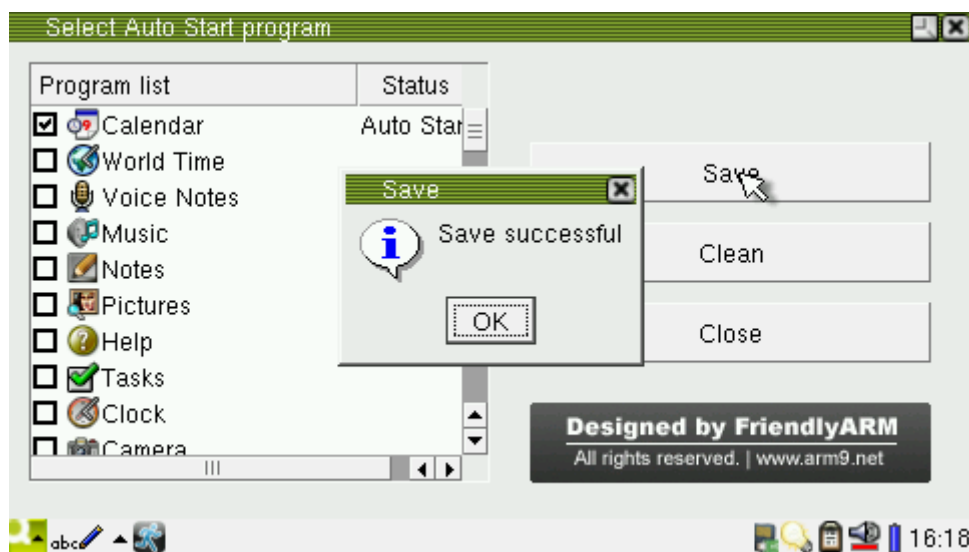 Select Auto Start program
Program list Status
Calendar Auto Star
World Time
Voice Notes
Music
Notes
Pictures
Help
Tasks
Clock
Camera
Save
Clean
Close
Save
Save successful
OK
Designed by FriendlyARM
All rights reserved. | www.arm9.net
abc
16:18